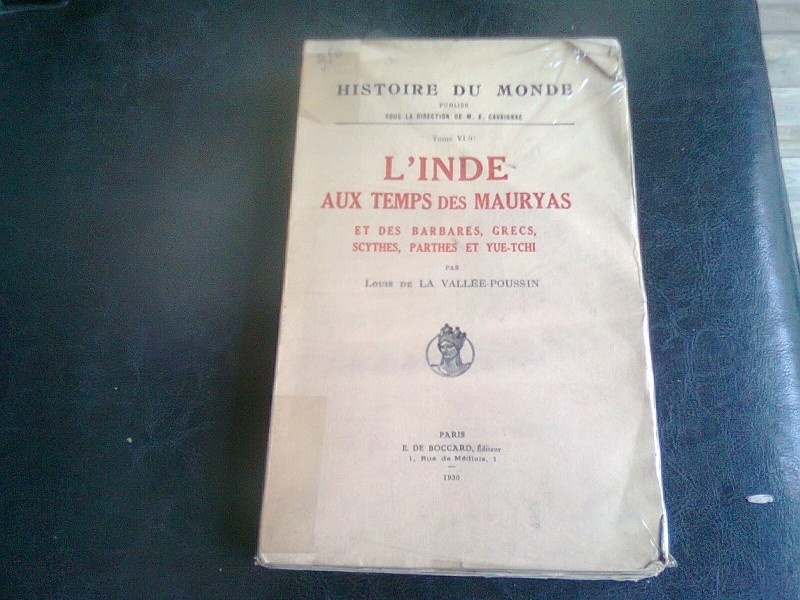 HISTOIRE DU MONDE
PUBLIÉE
SOUS LA DIRECTION DE M. E. CAVAIGNAC
Tome VI
L'INDE
AUX TEMPS DES MAURYAS
ET DES BARBARES, GRECS,
SCYTHES, PARTHES ET YUE-TCHI
PAR
LOUIS DE LA VALLÉE-POUSSIN
PARIS
E. DE BOCCARD, Éditeur
1, Rue de Médicis, 1
1930